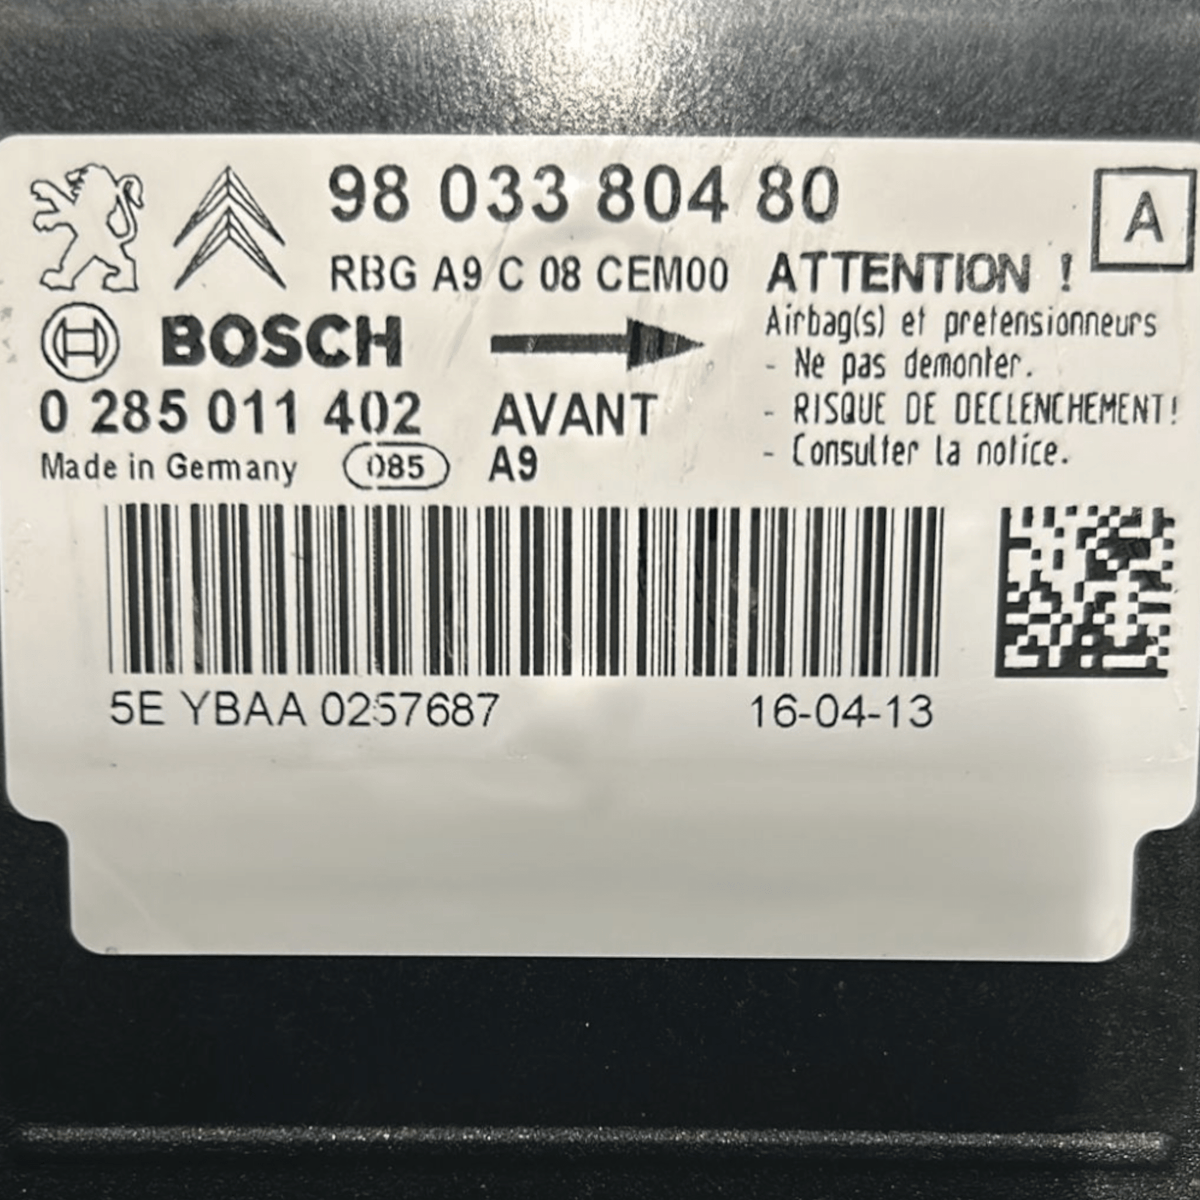 98 033 804 80
A
RBG A9 C 08 CEM00
ATTENTION !
BOSCH
Airbag(s) et pretensionneurs
- Ne pas demonter.
0 285 011 402
AVANT
- RISQUE DE DECLENCHEMENT!
Made in Germany
085
A9
- Consulter la notice.
5E YBAA 0257687
16-04-13